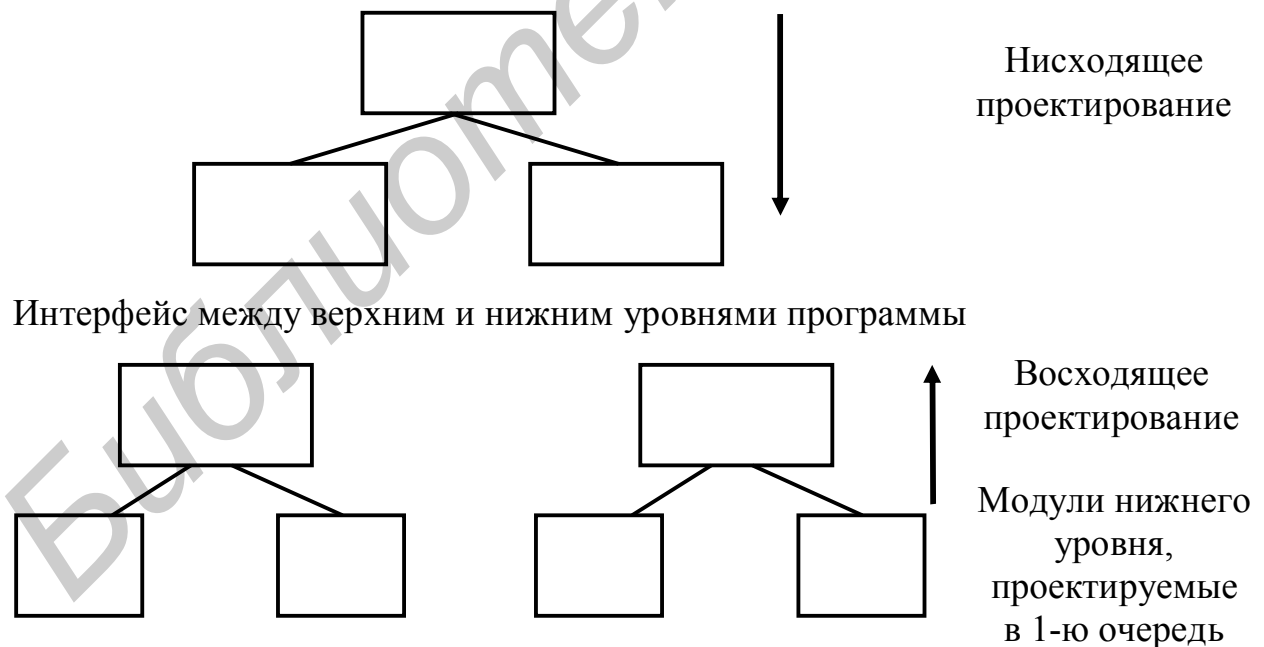 Нисходящее
проектирование
Интерфейс между верхним и нижним уровнями программы
Восходящее
проектирование
Модули нижнего
уровня,
проектируемые
в 1-ю очередь